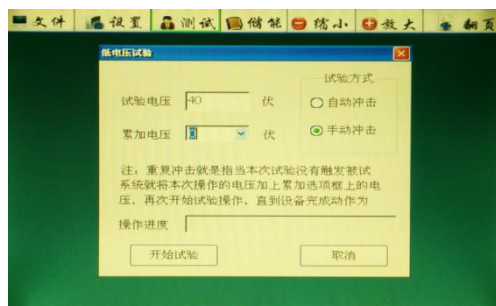 文件 设置 测试 储能 缩小 放大 翻页
低电压试验
试验电压 40 伏
累加电压 0 伏
试验方式
自动冲击
手动冲击
注：重复冲击就是指当本次试验没有触发被试
系统就将本次操作的电压加上累加选项框上的电
压，再次开始试验操作，直到设备完成动作为
操作进度
开始试验 取消